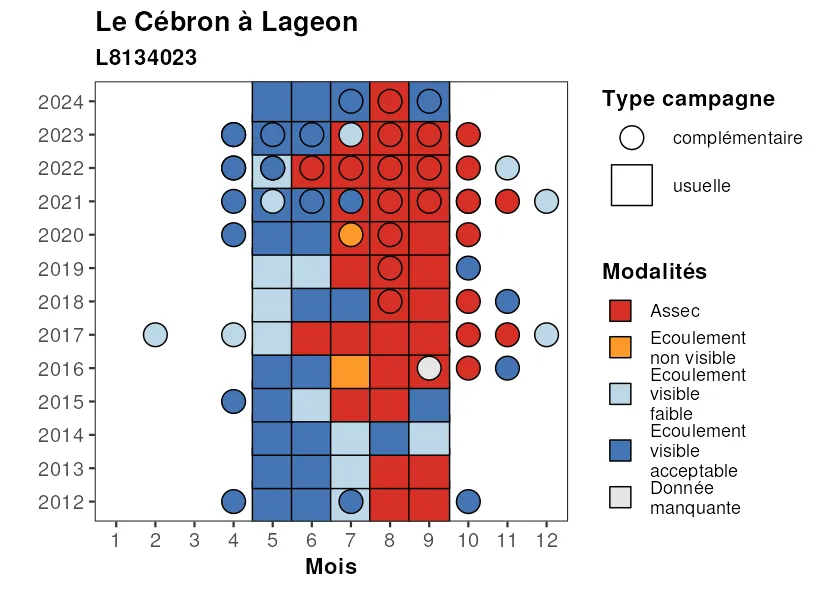 Le Cébron à Lageon
L8134023
2024
2023
2022
2021
2020
2019
2018
2017
2016
2015
2014
2013
2012
1 2 3 4 5 6 7 8 9 10 11 12
Mois
Type campagne
complémentaire
usuelle
Modalités
Assec
Ecoulement
non visible
Ecoulement
visible
faible
Ecoulement
visible
acceptable
Donnée
manquante